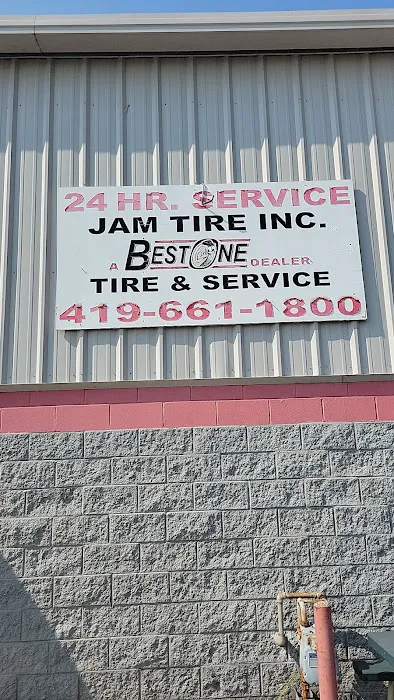 24 HR. SERVICE
JAM TIRE INC.
A BESTONE DEALER
TIRE & SERVICE
419-661-1800